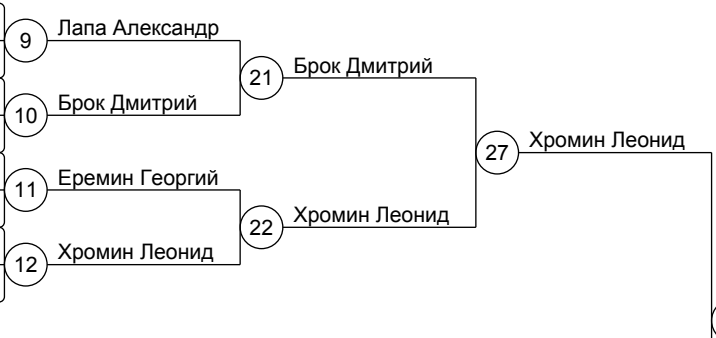 9 Лапа Александр
21 Брок Дмитрий
10 Брок Дмитрий
27 Хромин Леонид
11 Еремин Георгий
22 Хромин Леонид
12 Хромин Леонид